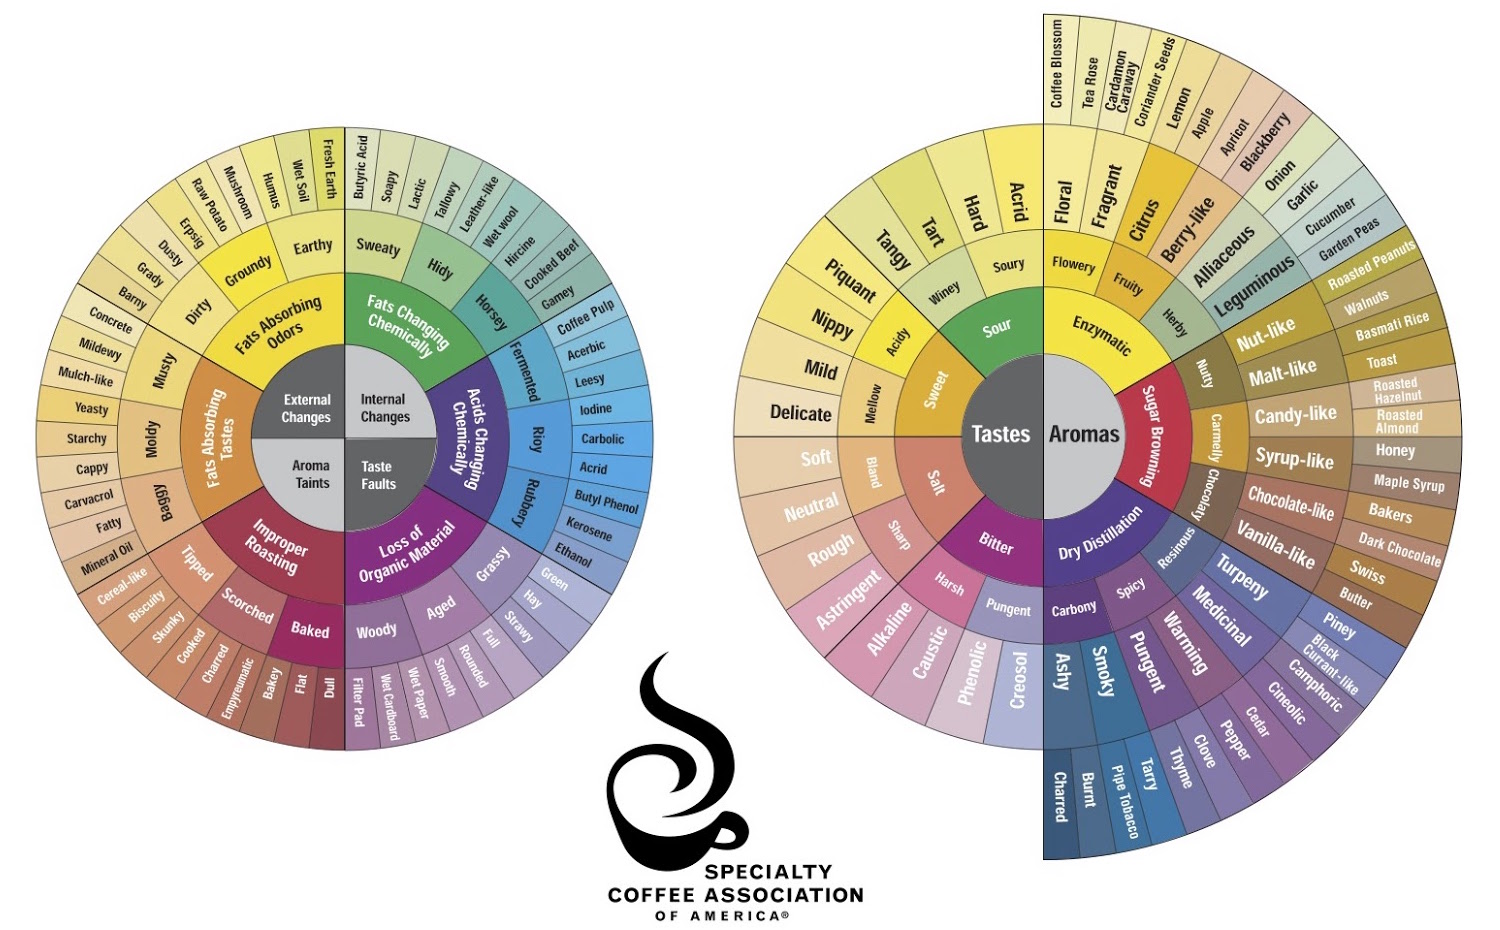 External
Changes
Internal
Changes
Aroma
Taints
Taste
Faults
Fats Changing
Chemically
Acids Changing
Chemically
Loss of
Organic Material
Improper
Roasting
Fats Absorbing
Tastes
Fats Absorbing
Odors
Sweaty
Hidy
Horsey
Fermented
Rioy
Rubbery
Grassy
Aged
Woody
Baked
Scorched
Tipped
Baggy
Moldy
Musty
Dirty
Groundy
Earthy
Butyric Acid
Soapy
Lactic
Tallowy
Leather-like
Wet wool
Hircine
Cooked Beef
Gamey
Coffee Pulp
Acerbic
Leesy
Iodine
Carbolic
Acrid
Butyl Phenol
Kerosene
Ethanol
Green
Hay
Strawy
Full
Rounded
Smooth
Wet Paper
Wet Cardboard
Filter Pad
Dull
Flat
Bakey
Empyreumatic
Charred
Cooked
Skunky
Biscuity
Cereal-like
Mineral Oil
Fatty
Carvacrol
Cappy
Starchy
Yeasty
Mulch-like
Mildewy
Concrete
Barny
Grady
Dusty
Erpsig
Raw Potato
Mushroom
Humus
Wet Soil
Fresh Earth
Tastes
Aromas
Sour
Sweet
Salt
Bitter
Soury
Winey
Acidy
Mellow
Bland
Sharp
Harsh
Pungent
Acrid
Hard
Tart
Tangy
Piquant
Nippy
Mild
Delicate
Soft
Neutral
Rough
Astringent
Alkaline
Caustic
Phenolic
Creosol
Enzymatic
Sugar Browning
Dry Distillation
Flowery
Fruity
Herby
Nutty
Carmelly
Chocolaty
Resinous
Spicy
Carbony
Floral
Fragrant
Citrus
Berry-like
Alliaceous
Leguminous
Nut-like
Malt-like
Candy-like
Syrup-like
Chocolate-like
Vanilla-like
Turpeny
Medicinal
Warming
Pungent
Smoky
Ashy
Coffee Blossom
Tea Rose
Cardamon
Caraway
Coriander Seeds
Lemon
Apple
Apricot
Blackberry
Onion
Garlic
Cucumber
Garden Peas
Roasted Peanuts
Walnuts
Basmati Rice
Toast
Roasted
Hazelnut
Roasted
Almond
Honey
Maple Syrup
Bakers
Dark Chocolate
Swiss
Butter
Piney
Black
Currant-like
Camphoric
Cineolic
Cedar
Pepper
Clove
Thyme
Tarry
Pipe Tobacco
Burnt
Charred
SPECIALTY
COFFEE ASSOCIATION
OF AMERICA®